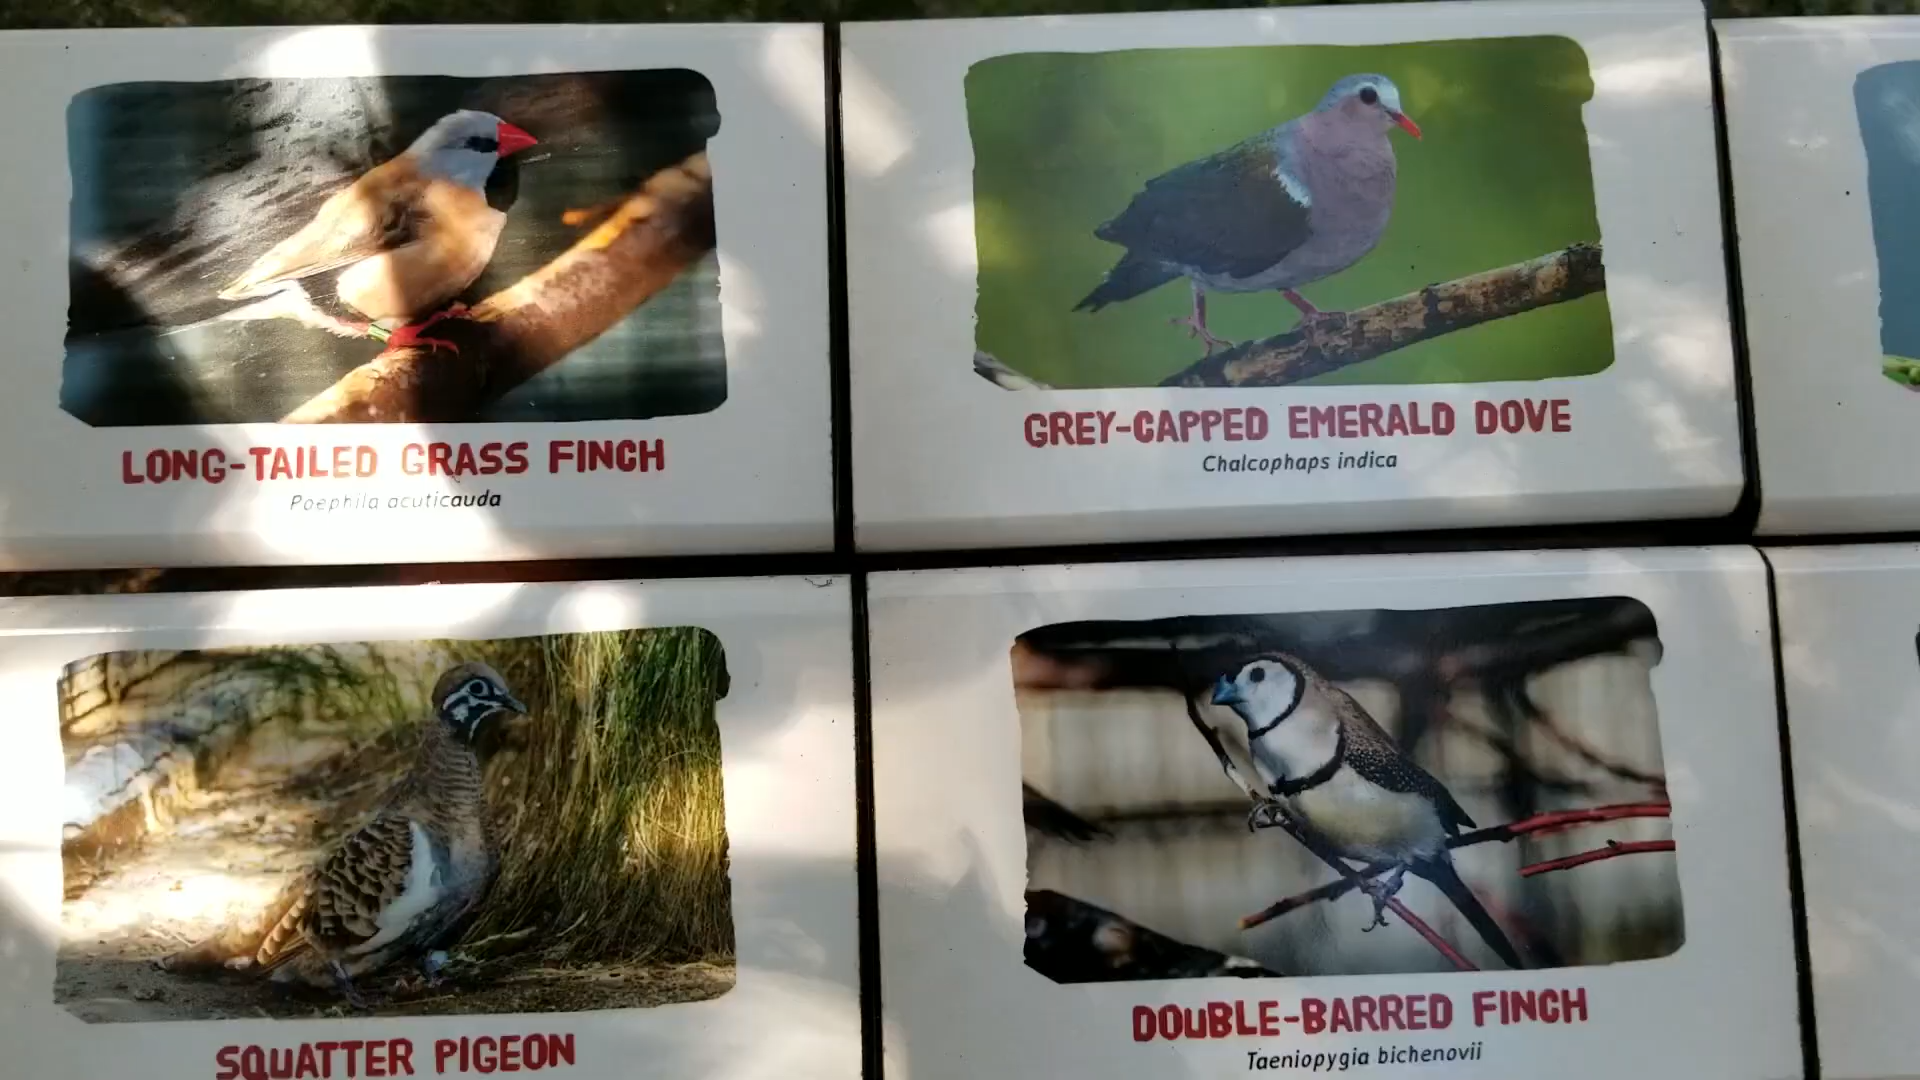 LONG-TAILED GRASS FINCH
Poephila acuticauda
GREY-CAPPED EMERALD DOVE
Chalcophaps indica
SQUATTER PIGEON
DOUBLE-BARRED FINCH
Taeniopygia bichenovii